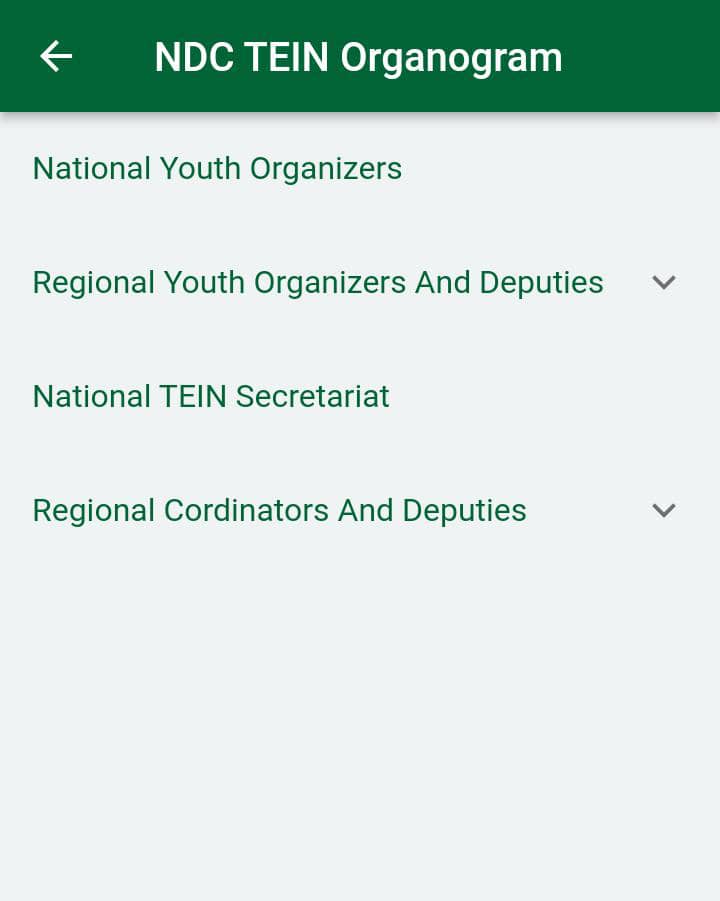 NDC TEIN Organogram
National Youth Organizers
Regional Youth Organizers And Deputies
National TEIN Secretariat
Regional Cordinators And Deputies